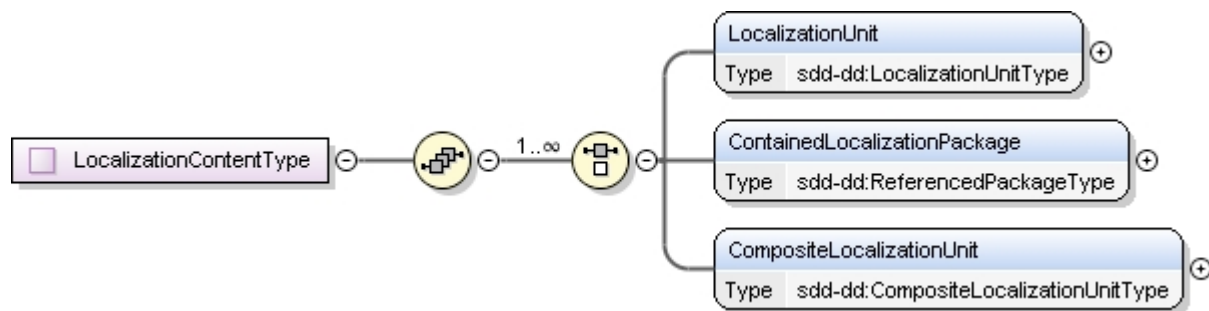 LocalizationUnit
Type sdd-dd:LocalizationUnitType
LocalizationContentType
1..∞
ContainedLocalizationPackage
Type sdd-dd:ReferencedPackageType
CompositeLocalizationUnit
Type sdd-dd:CompositeLocalizationUnitType